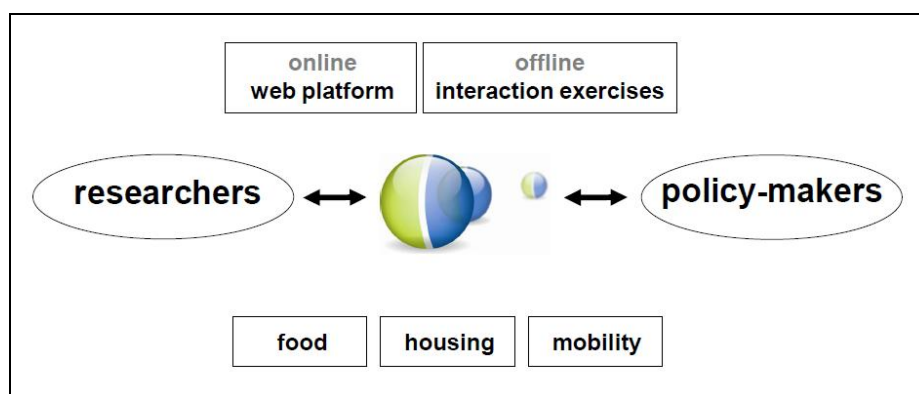 online
web platform
offline
interaction exercises
researchers
policy-makers
food
housing
mobility